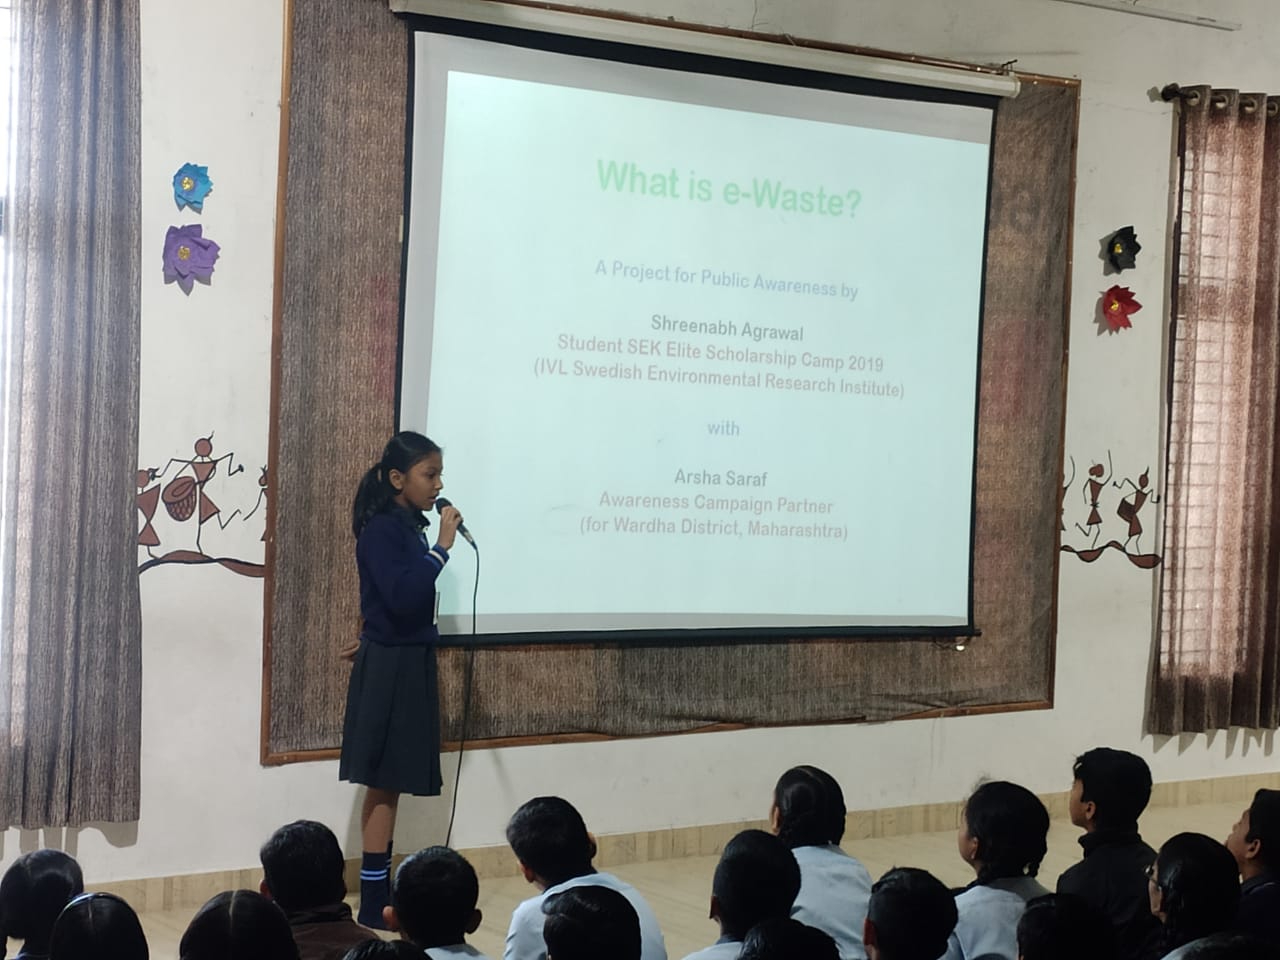 What is e-Waste?
A Project for Public Awareness by
Shreenabh Agrawal
Student SEK Elite Scholarship Camp 2019
(IVL Swedish Environmental Research Institute)
with
Arsha Saraf
Awareness Campaign Partner
(for Wardha District, Maharashtra)